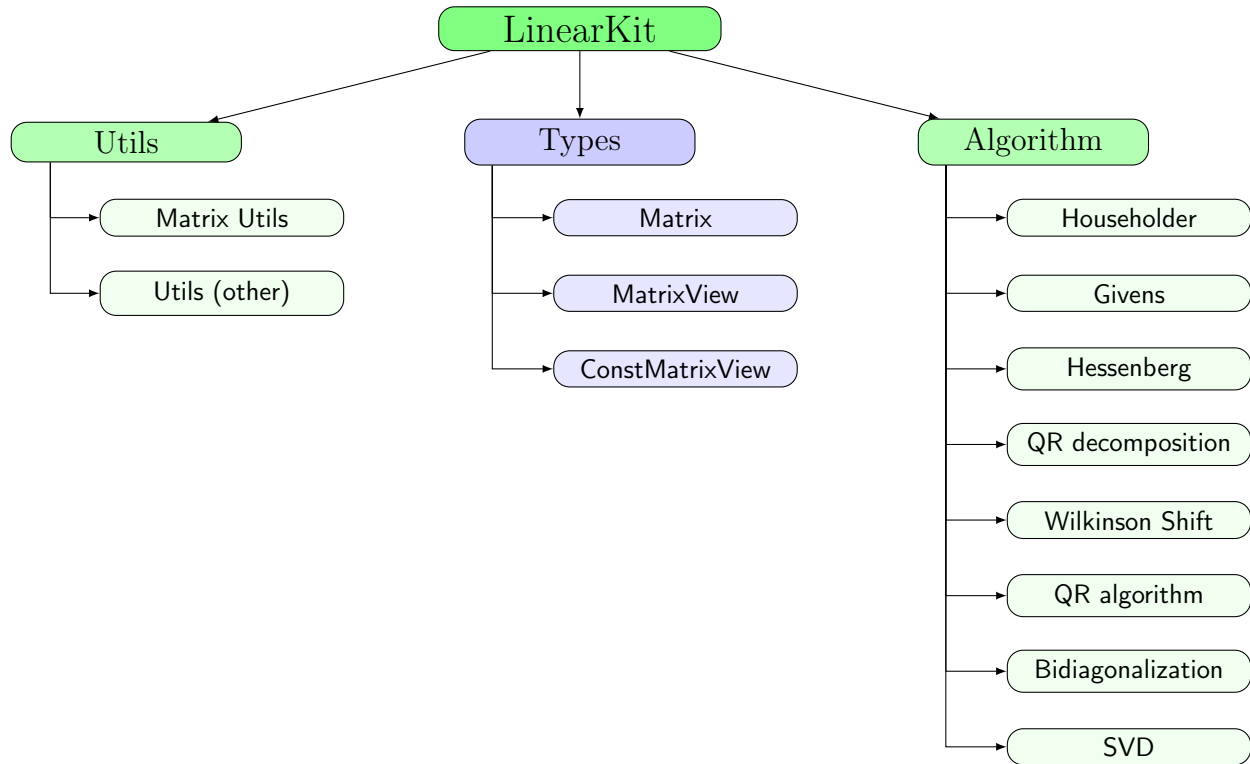 LinearKit
Utils
Types
Algorithm
Matrix Utils
Utils (other)
Matrix
MatrixView
ConstMatrixView
Householder
Givens
Hessenberg
QR decomposition
Wilkinson Shift
QR algorithm
Bidiagonalization
SVD